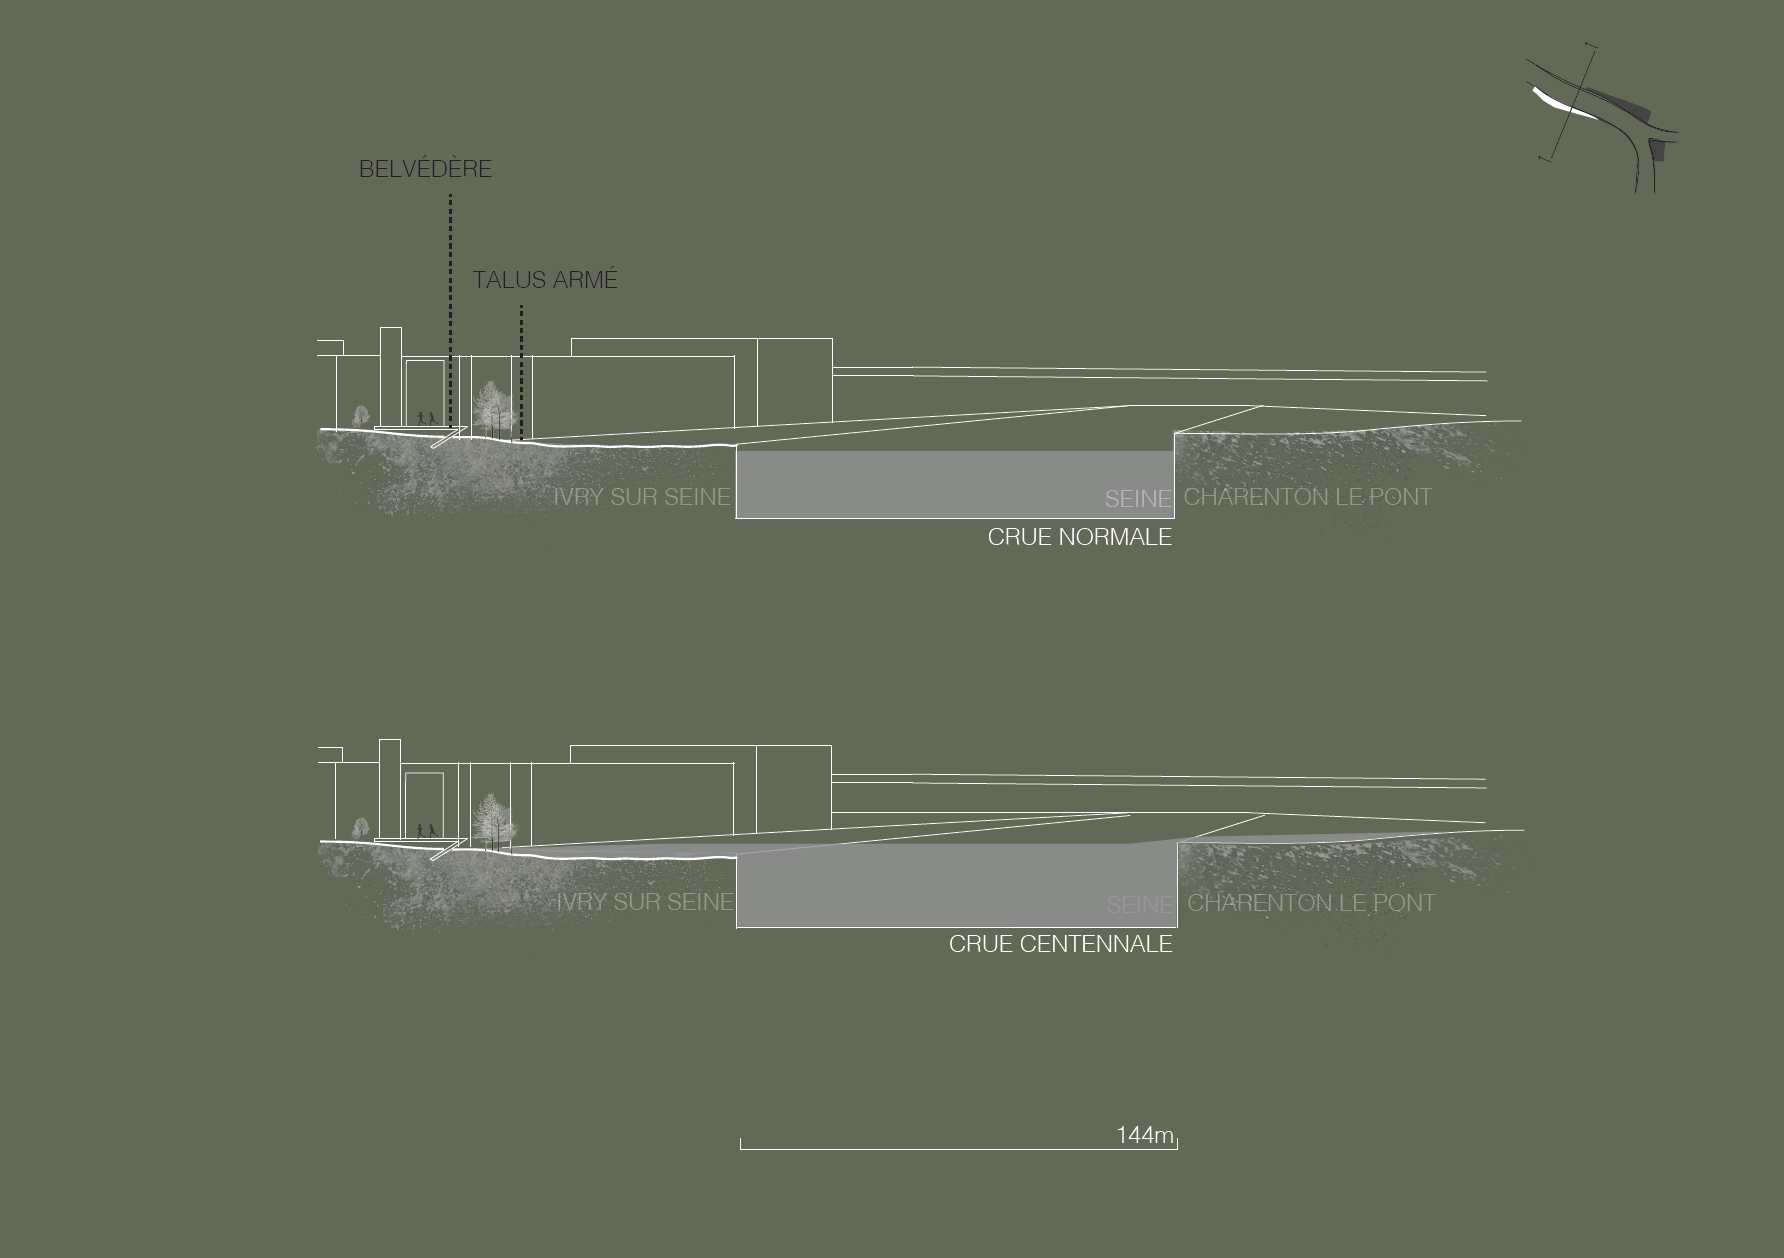 BELVÉDÈRE
TALUS ARMÉ
IVRY SUR SEINE
SEINE
CHARENTON LE PONT
CRUE NORMALE
IVRY SUR SEINE
SEINE
CHARENTON LE PONT
CRUE CENTENNALE
144m